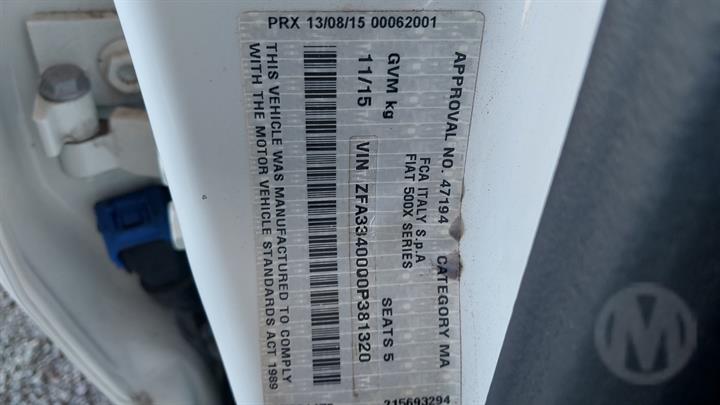 PRX 13/08/15 00062001
APPROVAL NO. 47194 CATEGORY MA
FCA ITALY S.p.A
FIAT 500X SERIES
GVM kg SEATS 5
11/15 VIN ZFA3340000P381320
THIS VEHICLE WAS MANUFACTURED TO COMPLY
WITH THE MOTOR VEHICLE STANDARDS ACT 1989
315693294
M